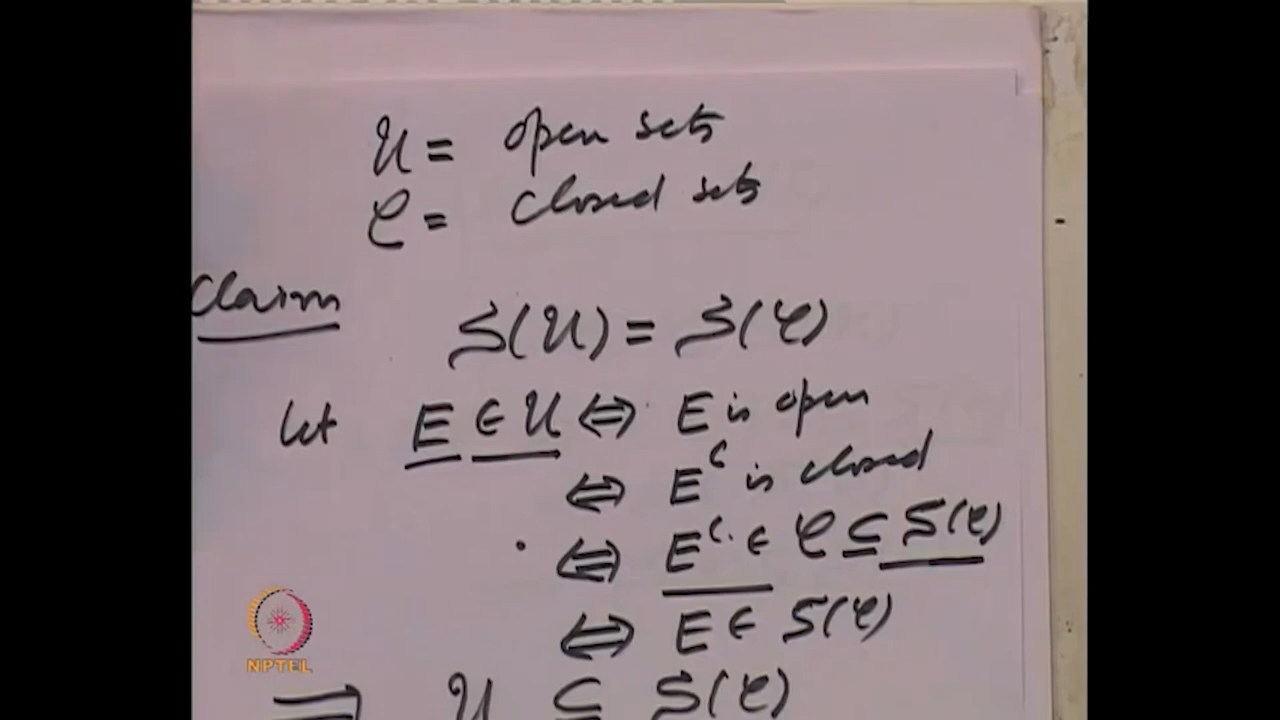 𝒰 = open sets
𝒞 = closed sets
Claim
S(𝒰) = S(𝒞)
let E ∈ 𝒰 ⇔ E is open
⇔ E^c is closed
⇔ E^c ∈ 𝒞 ⊆ S(𝒞)
⇔ E ∈ S(𝒞)
⇒ 𝒰 ⊆ S(𝒞)
NPTEL